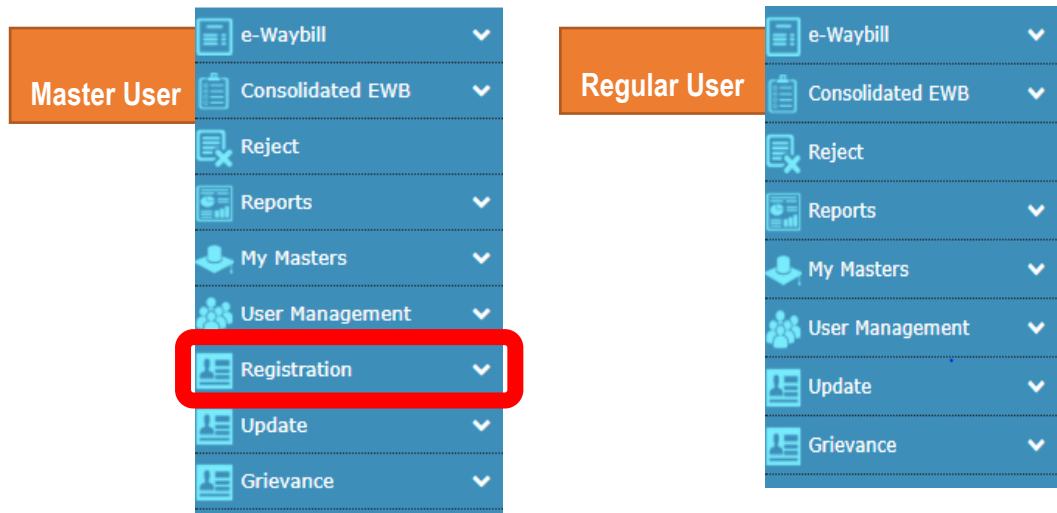 Master User
e-Waybill
Consolidated EWB
Reject
Reports
My Masters
User Management
Registration
Update
Grievance
Regular User
e-Waybill
Consolidated EWB
Reject
Reports
My Masters
User Management
Update
Grievance